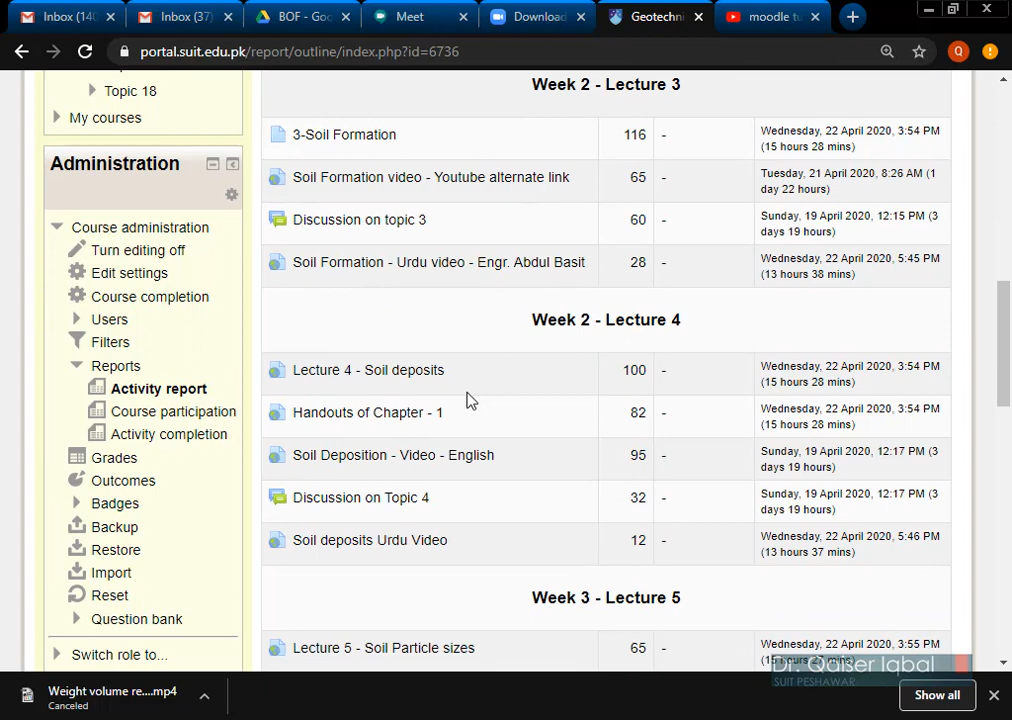 Inbox (140
Inbox (37)
BOF - Goo
Meet
Download
Geotechni
moodle tu
portal.suit.edu.pk/report/outline/index.php?id=6736
Q
Topic 18
My courses
Administration
Course administration
Turn editing off
Edit settings
Course completion
Users
Filters
Reports
Activity report
Course participation
Activity completion
Grades
Outcomes
Badges
Backup
Restore
Import
Reset
Question bank
Switch role to...
Week 2 - Lecture 3
3-Soil Formation 116 - Wednesday, 22 April 2020, 3:54 PM
(15 hours 28 mins)
Soil Formation video - Youtube alternate link 65 - Tuesday, 21 April 2020, 8:26 AM (1
day 22 hours)
Discussion on topic 3 60 - Sunday, 19 April 2020, 12:15 PM (3
days 19 hours)
Soil Formation - Urdu video - Engr. Abdul Basit 28 - Wednesday, 22 April 2020, 5:45 PM
(13 hours 38 mins)
Week 2 - Lecture 4
Lecture 4 - Soil deposits 100 - Wednesday, 22 April 2020, 3:54 PM
(15 hours 28 mins)
Handouts of Chapter - 1 82 - Wednesday, 22 April 2020, 3:54 PM
(15 hours 28 mins)
Soil Deposition - Video - English 95 - Sunday, 19 April 2020, 12:17 PM (3
days 19 hours)
Discussion on Topic 4 32 - Sunday, 19 April 2020, 12:17 PM (3
days 19 hours)
Soil deposits Urdu Video 12 - Wednesday, 22 April 2020, 5:46 PM
(13 hours 37 mins)
Week 3 - Lecture 5
Lecture 5 - Soil Particle sizes 65 - Wednesday, 22 April 2020, 3:55 PM
(15 hours 27 mins)
Dr. Qaiser Iqbal
SUIT PESHAWAR
Weight volume re....mp4
Canceled
Show all